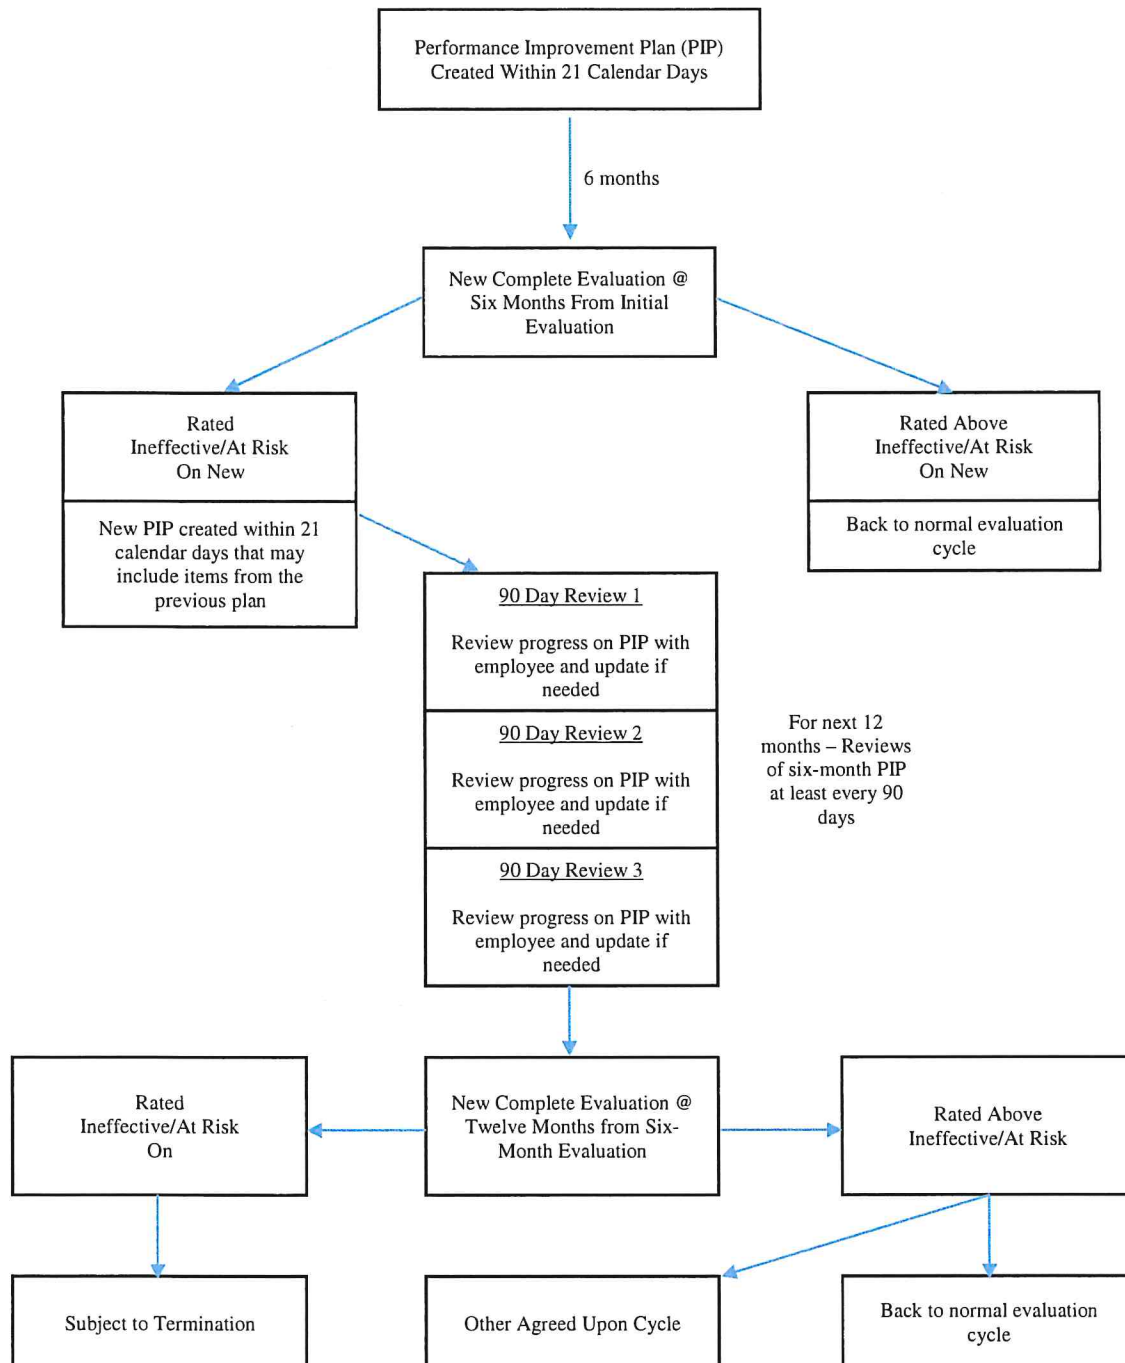 Performance Improvement Plan (PIP)
Created Within 21 Calendar Days
6 months
New Complete Evaluation @
Six Months From Initial
Evaluation
Rated
Ineffective/At Risk
On New
New PIP created within 21
calendar days that may
include items from the
previous plan
Rated Above
Ineffective/At Risk
On New
Back to normal evaluation
cycle
90 Day Review 1
Review progress on PIP with
employee and update if
needed
90 Day Review 2
Review progress on PIP with
employee and update if
needed
90 Day Review 3
Review progress on PIP with
employee and update if
needed
For next 12
months – Reviews
of six-month PIP
at least every 90
days
Rated
Ineffective/At Risk
On
New Complete Evaluation @
Twelve Months from Six-
Month Evaluation
Rated Above
Ineffective/At Risk
Subject to Termination
Other Agreed Upon Cycle
Back to normal evaluation
cycle